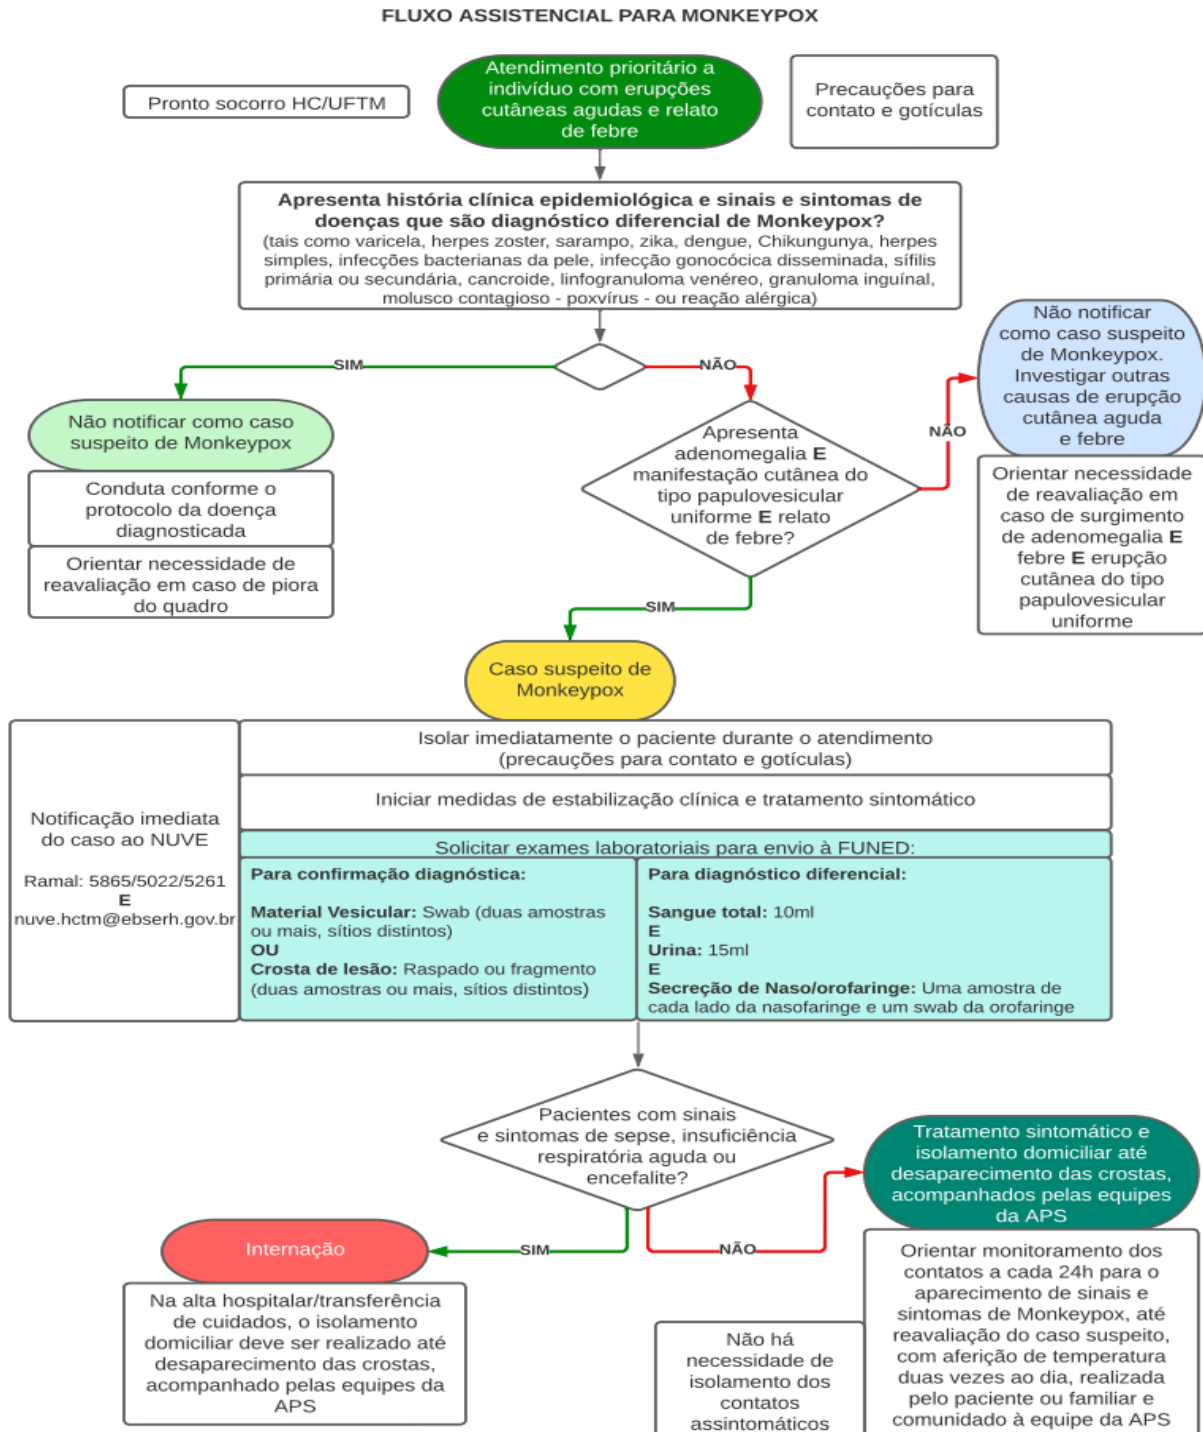 FLUXO ASSISTENCIAL PARA MONKEYPOX
Pronto socorro HC/UFTM
Atendimento prioritário a
indivíduo com erupções
cutâneas agudas e relato
de febre
Precauções para
contato e gotículas
Apresenta história clínica epidemiológica e sinais e sintomas de
doenças que são diagnóstico diferencial de Monkeypox?
(tais como varicela, herpes zoster, sarampo, zika, dengue, Chikungunya, herpes
simples, infecções bacterianas da pele, infecção gonocócica disseminada, sífilis
primária ou secundária, cancroide, linfogranuloma venéreo, granuloma inguínal,
molusco contagioso - poxvírus - ou reação alérgica)
SIM
NÃO
Não notificar como caso
suspeito de Monkeypox
Conduta conforme o
protocolo da doença
diagnosticada
Orientar necessidade de
reavaliação em caso de piora
do quadro
Apresenta
adenomegalia E
manifestação cutânea do
tipo papulovesicular
uniforme E relato
de febre?
NÃO
Não notificar
como caso suspeito
de Monkeypox.
Investigar outras
causas de erupção
cutânea aguda
e febre
Orientar necessidade
de reavaliação em
caso de surgimento
de adenomegalia E
febre E erupção
cutânea do tipo
papulovesicular
uniforme
SIM
Caso suspeito de
Monkeypox
Notificação imediata
do caso ao NUVE
Ramal: 5865/5022/5261
E
nuve.hctm@ebserh.gov.br
Isolar imediatamente o paciente durante o atendimento
(precauções para contato e gotículas)
Iniciar medidas de estabilização clínica e tratamento sintomático
Solicitar exames laboratoriais para envio à FUNED:
Para confirmação diagnóstica:
Material Vesicular: Swab (duas amostras
ou mais, sítios distintos)
OU
Crosta de lesão: Raspado ou fragmento
(duas amostras ou mais, sítios distintos)
Para diagnóstico diferencial:
Sangue total: 10ml
E
Urina: 15ml
E
Secreção de Naso/orofaringe: Uma amostra de
cada lado da nasofaringe e um swab da orofaringe
Pacientes com sinais
e sintomas de sepse, insuficiência
respiratória aguda ou
encefalite?
SIM
NÃO
Internação
Na alta hospitalar/transferência
de cuidados, o isolamento
domiciliar deve ser realizado até
desaparecimento das crostas,
acompanhado pelas equipes da
APS
Tratamento sintomático e
isolamento domiciliar até
desaparecimento das crostas,
acompanhados pelas equipes
da APS
Não há
necessidade de
isolamento dos
contatos
assintomáticos
Orientar monitoramento dos
contatos a cada 24h para o
aparecimento de sinais e
sintomas de Monkeypox, até
reavaliação do caso suspeito,
com aferição de temperatura
duas vezes ao dia, realizada
pelo paciente ou familiar e
comunidado à equipe da APS